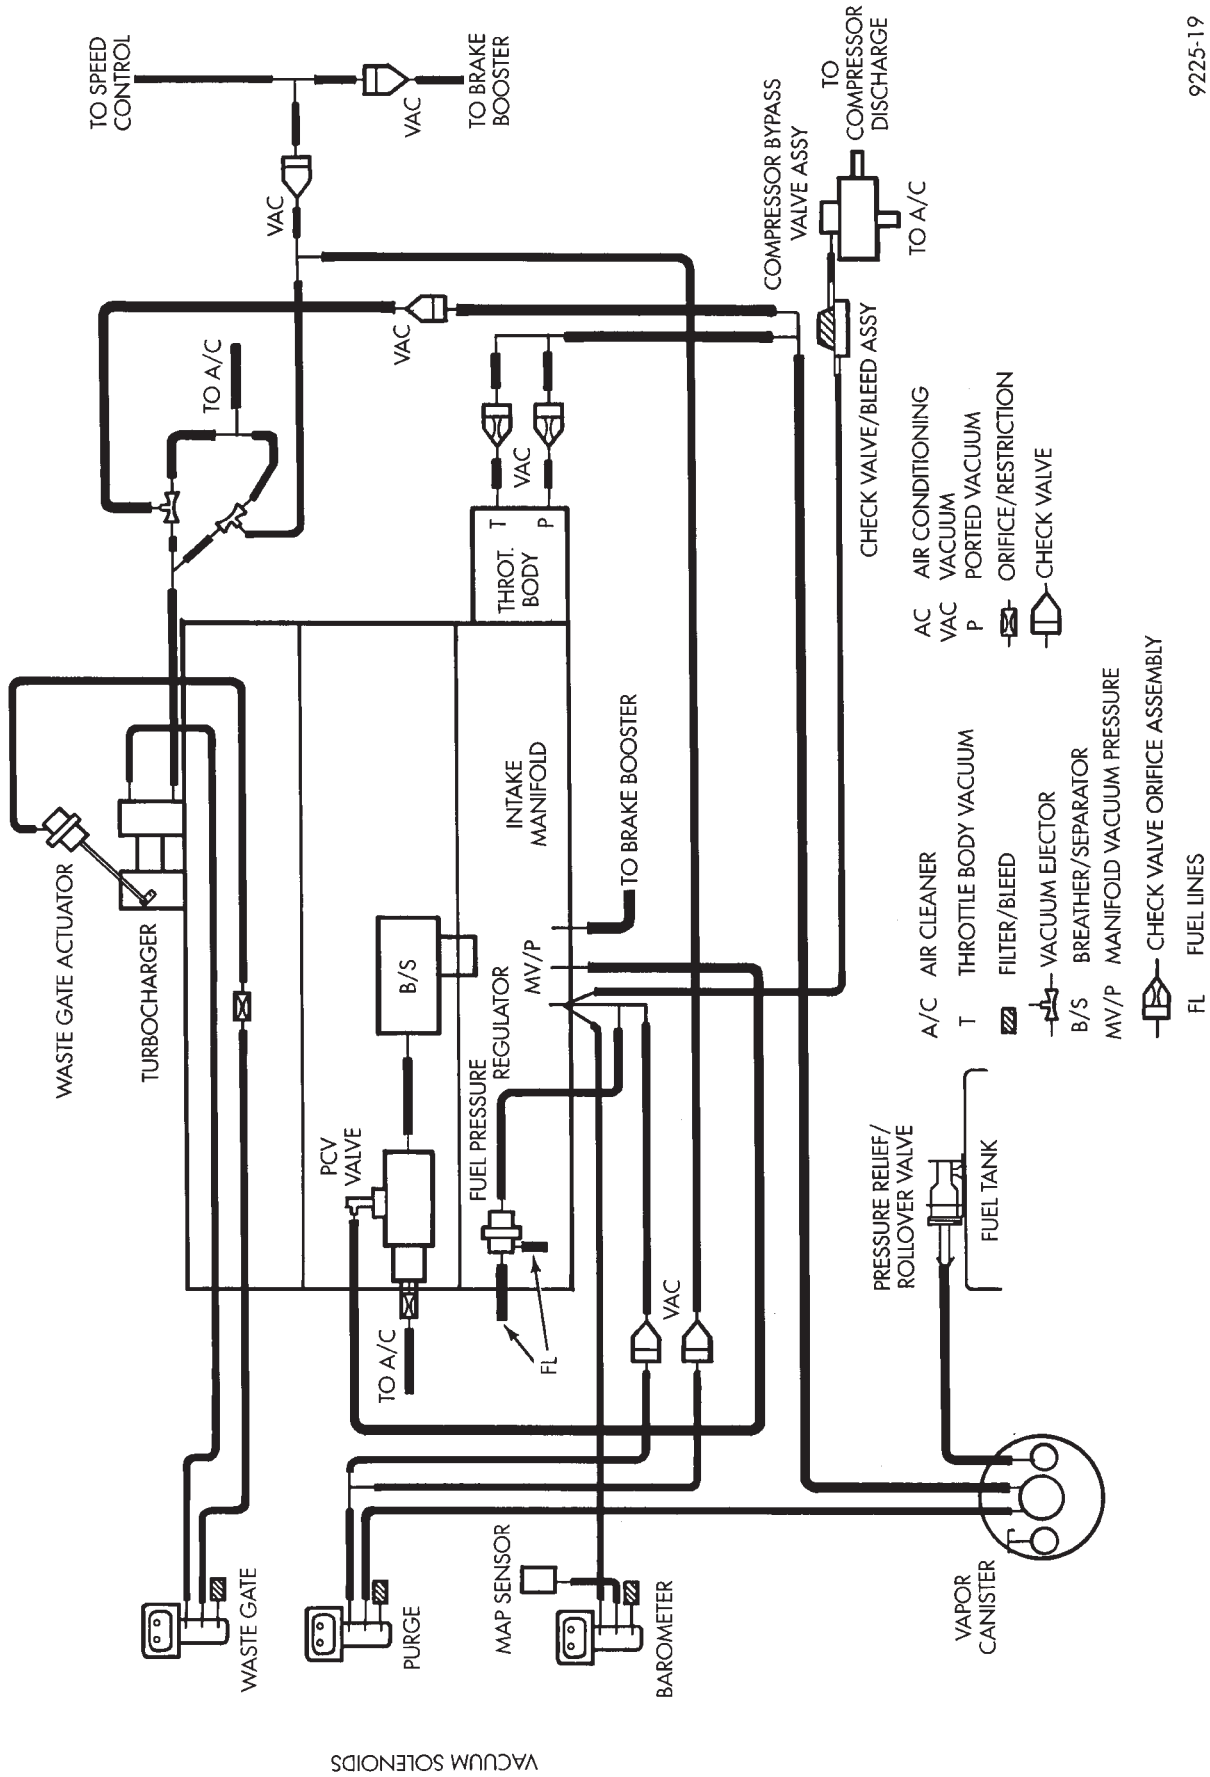 TO SPEED
CONTROL
VAC
TO BRAKE
BOOSTER
VAC
TO A/C
VAC
COMPRESSOR BYPASS
VALVE ASSY
TO
COMPRESSOR
DISCHARGE
TO A/C
CHECK VALVE/BLEED ASSY
VAC
T
P
THROT.
BODY
WASTE GATE ACTUATOR
TURBOCHARGER
INTAKE
MANIFOLD
TO BRAKE BOOSTER
MV/P
B/S
FUEL PRESSURE
REGULATOR
PCV
VALVE
TO A/C
FL
VAC
PRESSURE RELIEF/
ROLLOVER VALVE
FUEL TANK
VAPOR
CANISTER
WASTE GATE
PURGE
MAP SENSOR
BAROMETER
VACUUM SOLENOIDS
A/C AIR CLEANER
T THROTTLE BODY VACUUM
FILTER/BLEED
VACUUM EJECTOR
B/S BREATHER/SEPARATOR
MV/P MANIFOLD VACUUM PRESSURE
CHECK VALVE ORIFICE ASSEMBLY
FL FUEL LINES
AC AIR CONDITIONING
VAC VACUUM
P PORTED VACUUM
ORIFICE/RESTRICTION
CHECK VALVE
9225-19